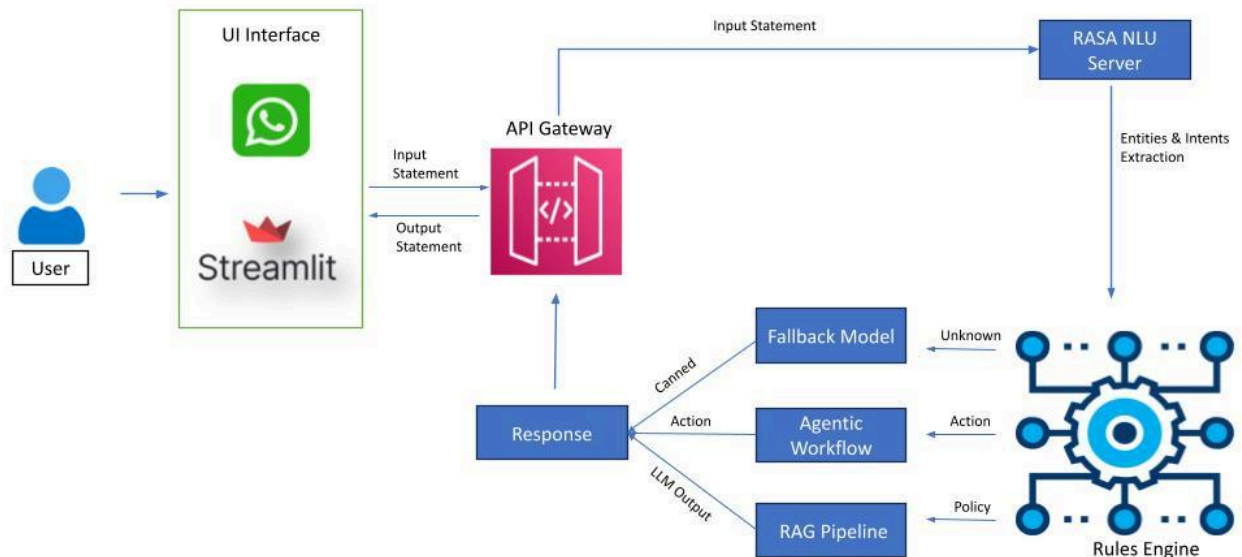 UI Interface
Streamlit
User
Input
Statement
Output
Statement
API Gateway
</>
Input Statement
RASA NLU
Server
Entities & Intents
Extraction
Fallback Model
Unknown
Canned
Response
Action
Agentic
Workflow
Action
LLM Output
RAG Pipeline
Policy
Rules Engine